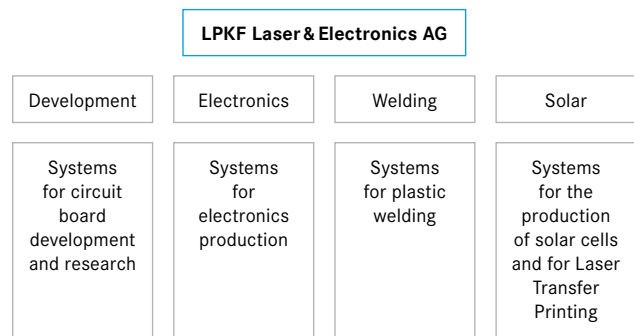 LPKF Laser & Electronics AG
Development
Electronics
Welding
Solar
Systems
for circuit
board
development
and research
Systems
for
electronics
production
Systems
for plastic
welding
Systems
for the
production
of solar cells
and for Laser
Transfer
Printing